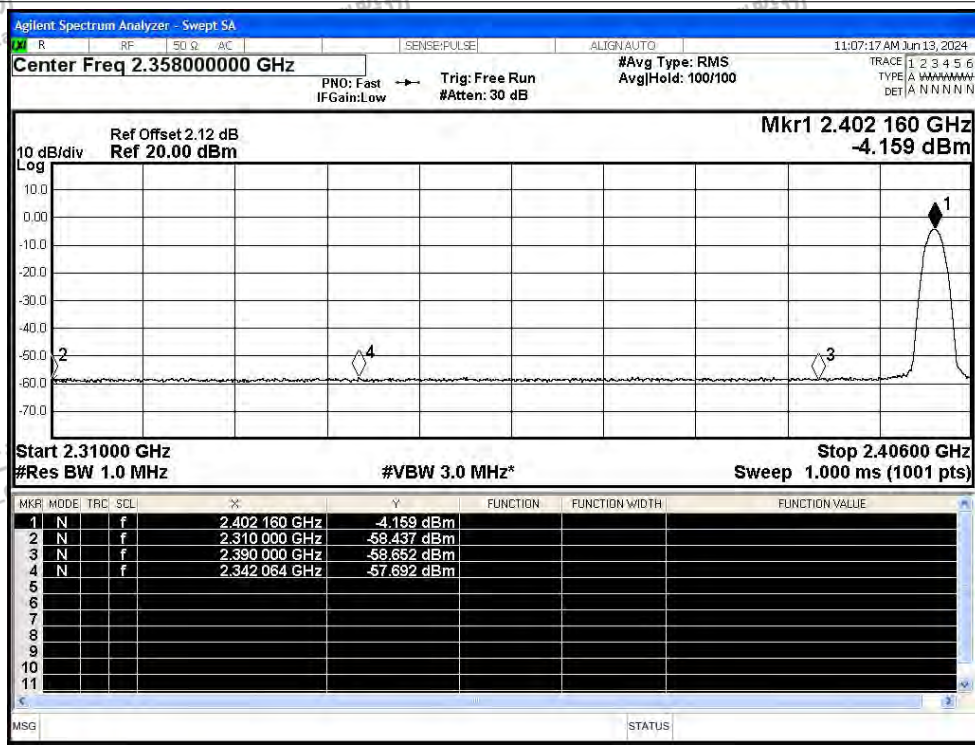 Agilent Spectrum Analyzer - Swept SA
R RF 50 Ω AC SENSE:PULSE ALIGN AUTO 11:07:17 AM Jun 13, 2024
Center Freq 2.358000000 GHz
PNO: Fast
IFGain:Low
Trig: Free Run
#Atten: 30 dB
#Avg Type: RMS
Avg|Hold: 100/100
TRACE 1 2 3 4 5 6
TYPE A WWWWW
DET A N N N N N
Ref Offset 2.12 dB
10 dB/div Ref 20.00 dBm
Log
Mkr1 2.402 160 GHz
-4.159 dBm
10.0
0.00
-10.0
-20.0
-30.0
-40.0
-50.0
-60.0
-70.0
1
2
4
3
Start 2.31000 GHz Stop 2.40600 GHz
#Res BW 1.0 MHz #VBW 3.0 MHz* Sweep 1.000 ms (1001 pts)
MKR MODE TRC SCL X Y FUNCTION FUNCTION WIDTH FUNCTION VALUE
1 N f 2.402 160 GHz -4.159 dBm
2 N f 2.310 000 GHz -58.437 dBm
3 N f 2.390 000 GHz -58.652 dBm
4 N f 2.342 064 GHz -57.692 dBm
5
6
7
8
9
10
11
MSG STATUS